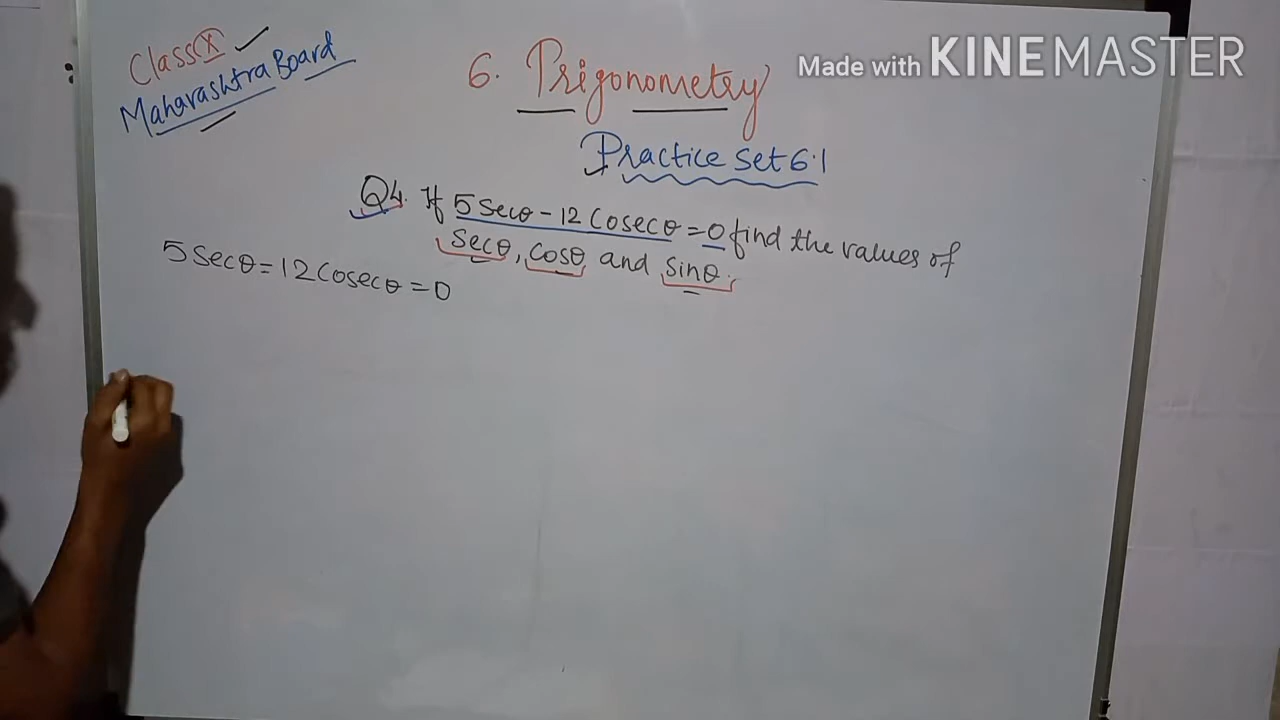 Class X
Maharashtra Board
Made with KINEMASTER
6. Trigonometry
Practice Set 6.1
Q4. If 5 Secθ - 12 Cosecθ = 0 find the values of
Secθ, Cosθ and sinθ.
5 Secθ = 12 Cosecθ = 0